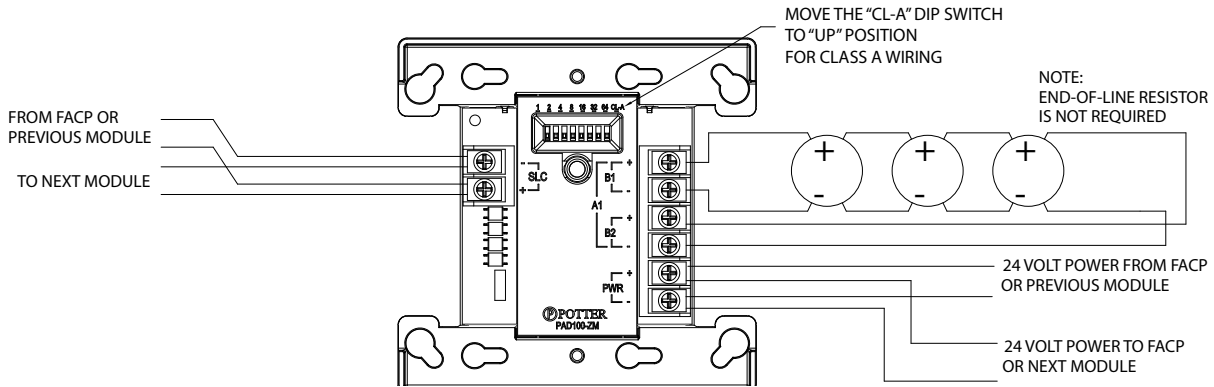 MOVE THE “CL-A” DIP SWITCH
TO “UP” POSITION
FOR CLASS A WIRING
NOTE:
END-OF-LINE RESISTOR
IS NOT REQUIRED
FROM FACP OR
PREVIOUS MODULE
TO NEXT MODULE
1 2 4 8 16 32 64 CL-A
- SLC
+
+ B1
-
A1
+ B2
-
+ PWR
-
+ + +
- - -
24 VOLT POWER FROM FACP
OR PREVIOUS MODULE
24 VOLT POWER TO FACP
OR NEXT MODULE
POTTER
PAD100-ZM